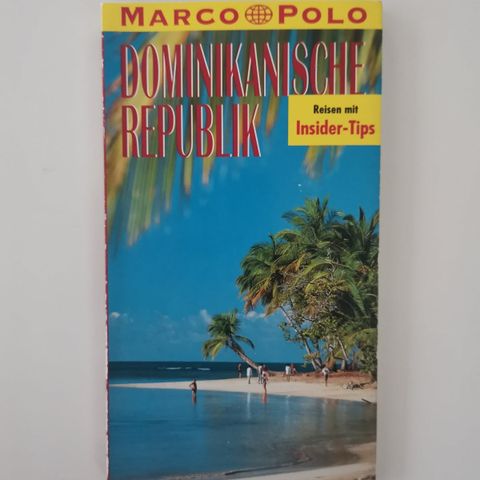 MARCO POLO
DOMINIKANISCHE
REPUBLIK
Reisen mit
Insider-Tips